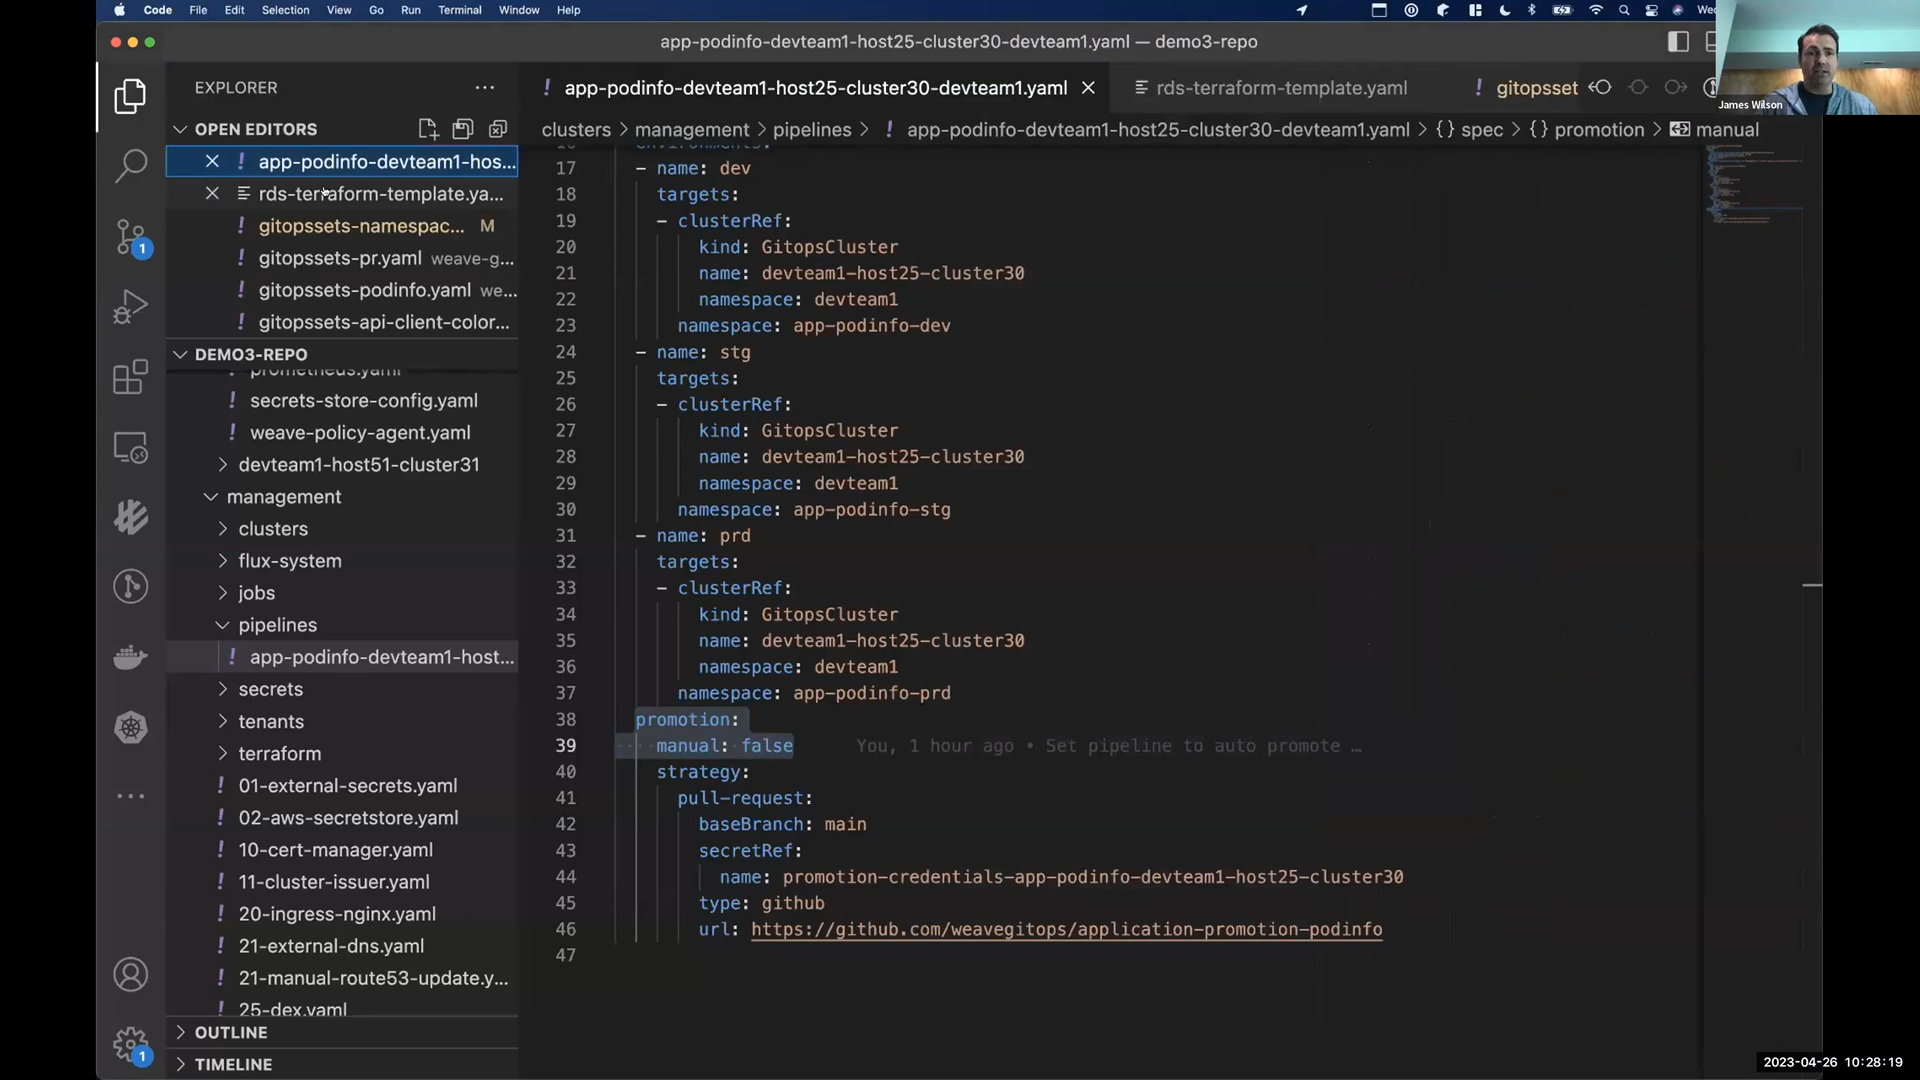 Code File Edit Selection View Go Run Terminal Window Help
app-podinfo-devteam1-host25-cluster30-devteam1.yaml — demo3-repo
James Wilson
EXPLORER
app-podinfo-devteam1-host25-cluster30-devteam1.yaml
rds-terraform-template.yaml
gitopsset
OPEN EDITORS
clusters > management > pipelines > ! app-podinfo-devteam1-host25-cluster30-devteam1.yaml > {} spec > {} promotion > manual
! app-podinfo-devteam1-hos...
rds-terraform-template.ya...
! gitopssets-namespac... M
! gitopssets-pr.yaml weave-g...
! gitopssets-podinfo.yaml we...
! gitopssets-api-client-color...
DEMO3-REPO
prometheus.yaml
! secrets-store-config.yaml
! weave-policy-agent.yaml
devteam1-host51-cluster31
management
clusters
flux-system
jobs
pipelines
! app-podinfo-devteam1-host...
secrets
tenants
terraform
! 01-external-secrets.yaml
! 02-aws-secretstore.yaml
! 10-cert-manager.yaml
! 11-cluster-issuer.yaml
! 20-ingress-nginx.yaml
! 21-external-dns.yaml
! 21-manual-route53-update.y...
! 25-dex.yaml
OUTLINE
TIMELINE
1
1
16 environments:
17 - name: dev
18 targets:
19 - clusterRef:
20 kind: GitopsCluster
21 name: devteam1-host25-cluster30
22 namespace: devteam1
23 namespace: app-podinfo-dev
24 - name: stg
25 targets:
26 - clusterRef:
27 kind: GitopsCluster
28 name: devteam1-host25-cluster30
29 namespace: devteam1
30 namespace: app-podinfo-stg
31 - name: prd
32 targets:
33 - clusterRef:
34 kind: GitopsCluster
35 name: devteam1-host25-cluster30
36 namespace: devteam1
37 namespace: app-podinfo-prd
38 promotion:
39 manual: false You, 1 hour ago • Set pipeline to auto promote …
40 strategy:
41 pull-request:
42 baseBranch: main
43 secretRef:
44 name: promotion-credentials-app-podinfo-devteam1-host25-cluster30
45 type: github
46 url: https://github.com/weavegitops/application-promotion-podinfo
47
2023-04-26 10:28:19